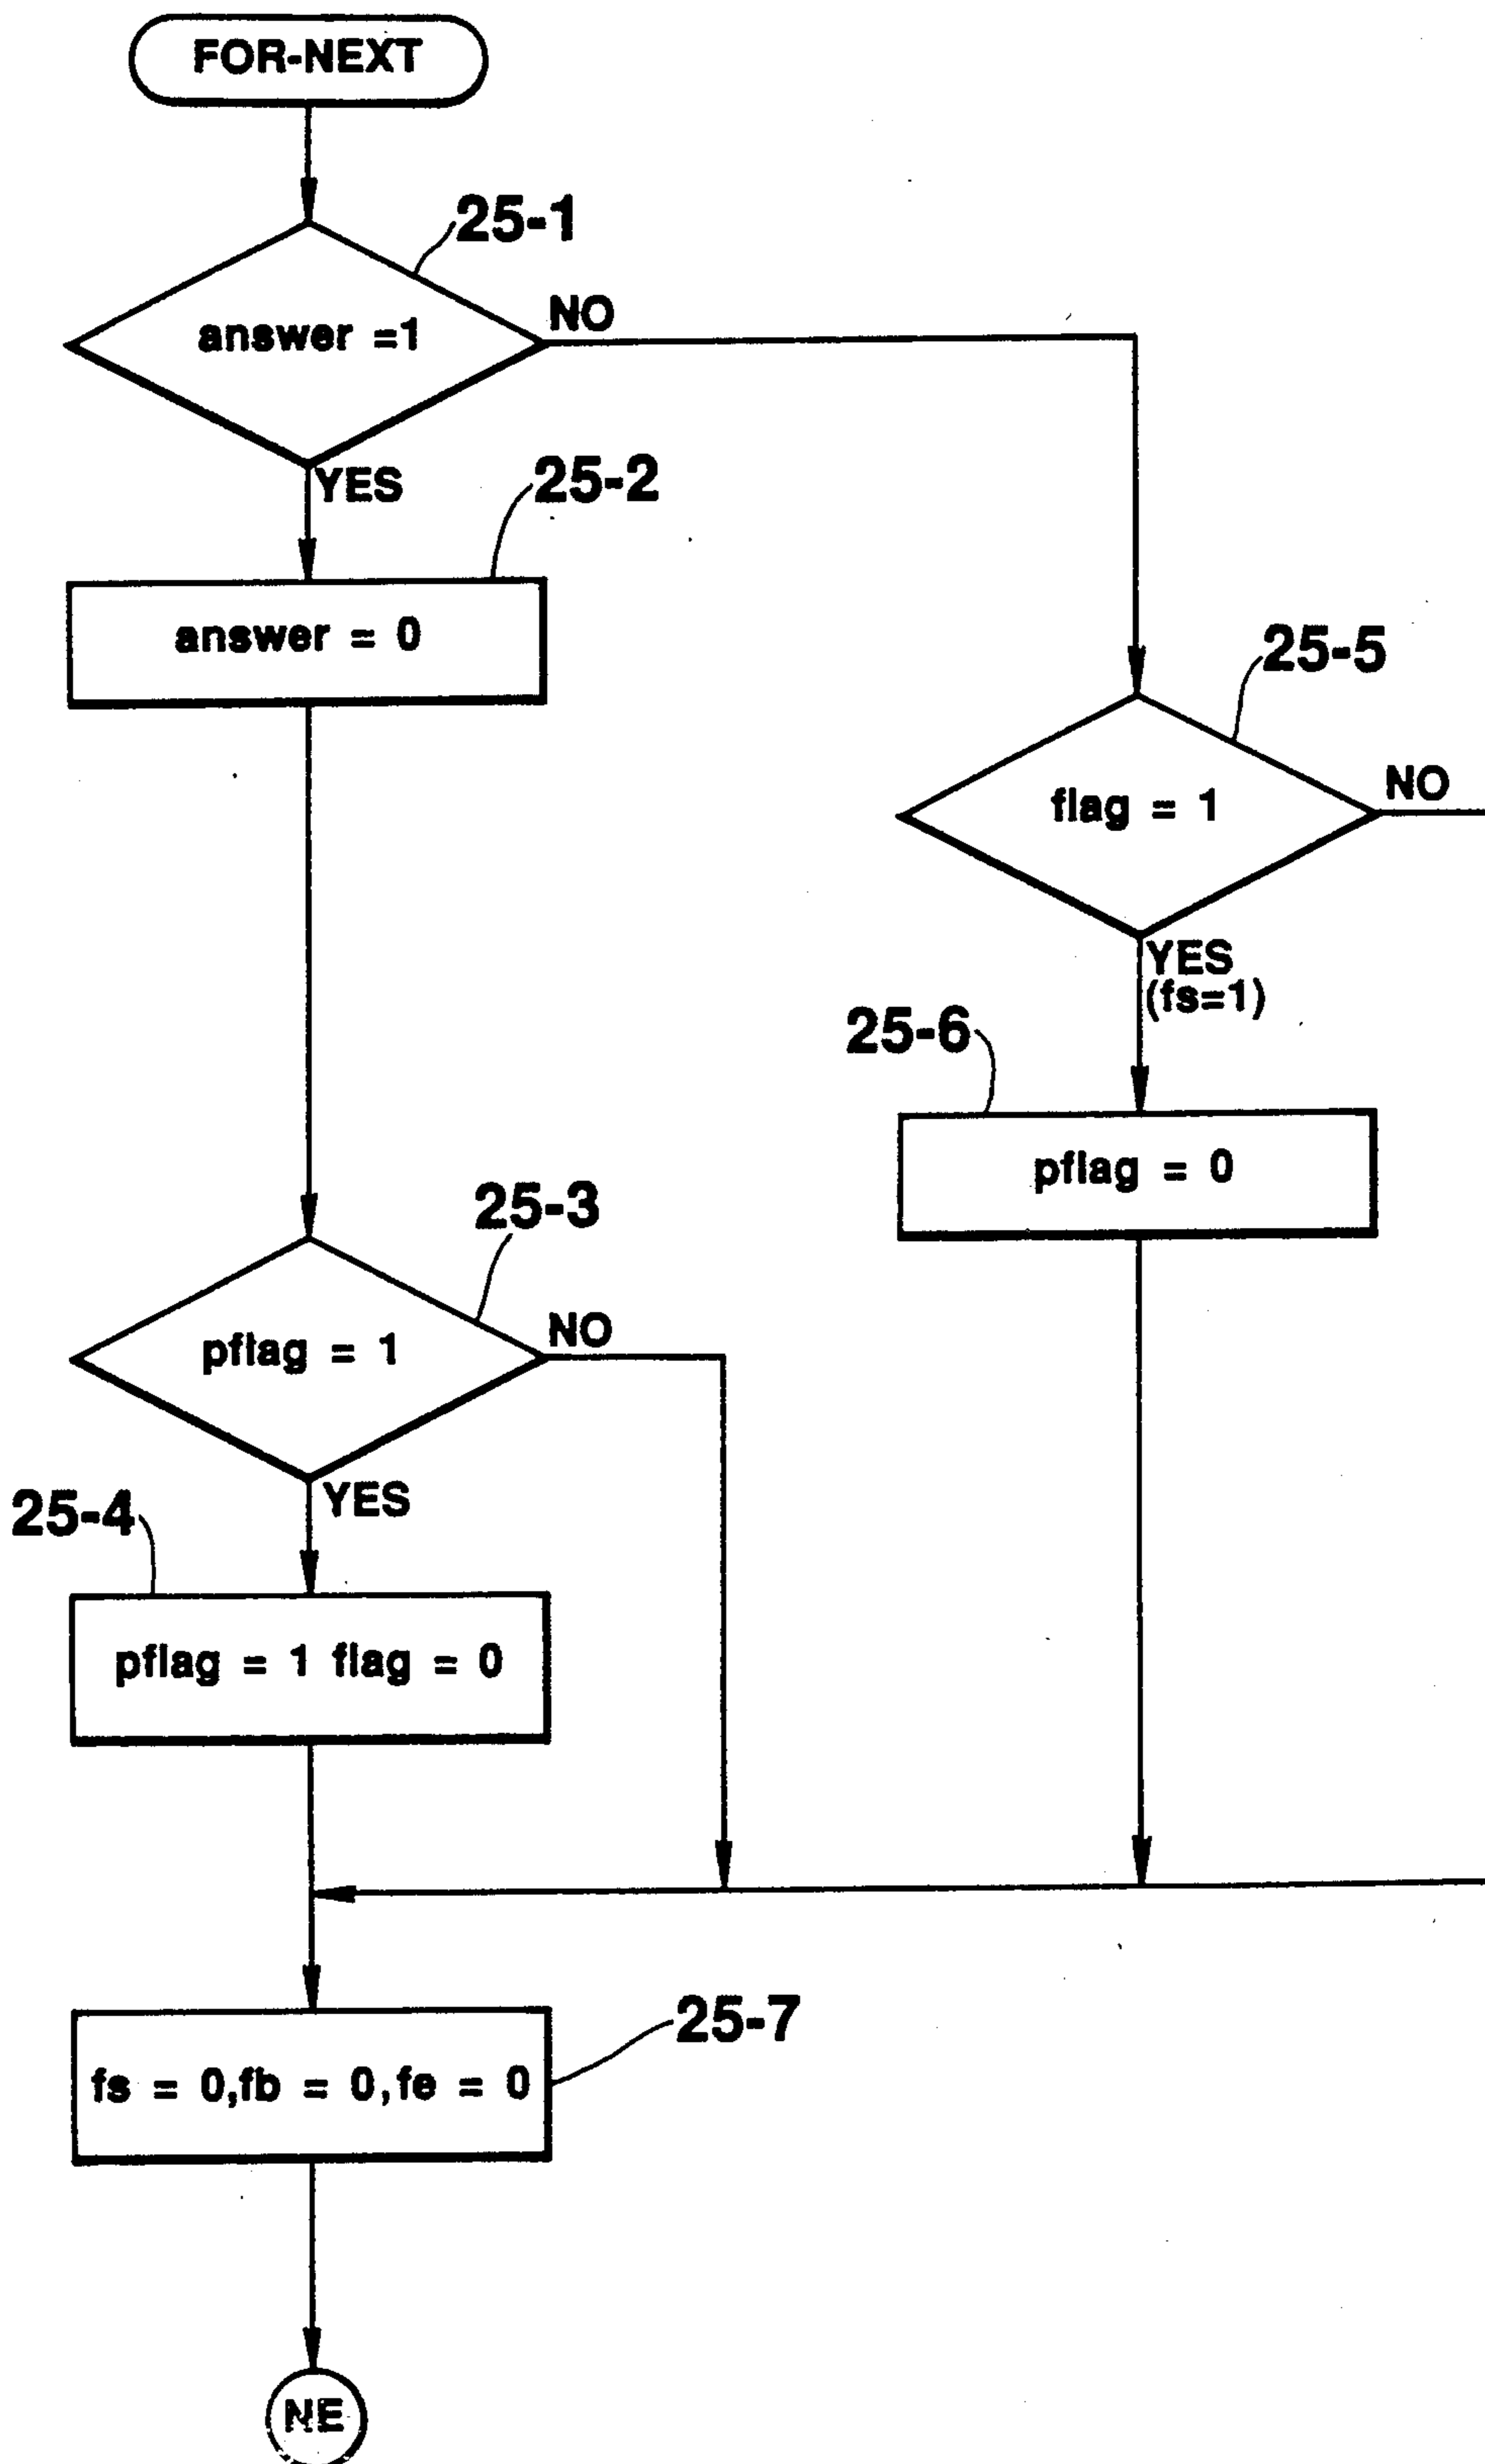 FOR-NEXT
25-1
answer =1
NO
YES
25-2
answer = 0
25-5
flag = 1
NO
YES
(fs=1)
25-6
pflag = 0
25-3
pflag = 1
NO
YES
25-4
pflag = 1 flag = 0
25-7
fs = 0,fb = 0,fe = 0
NE